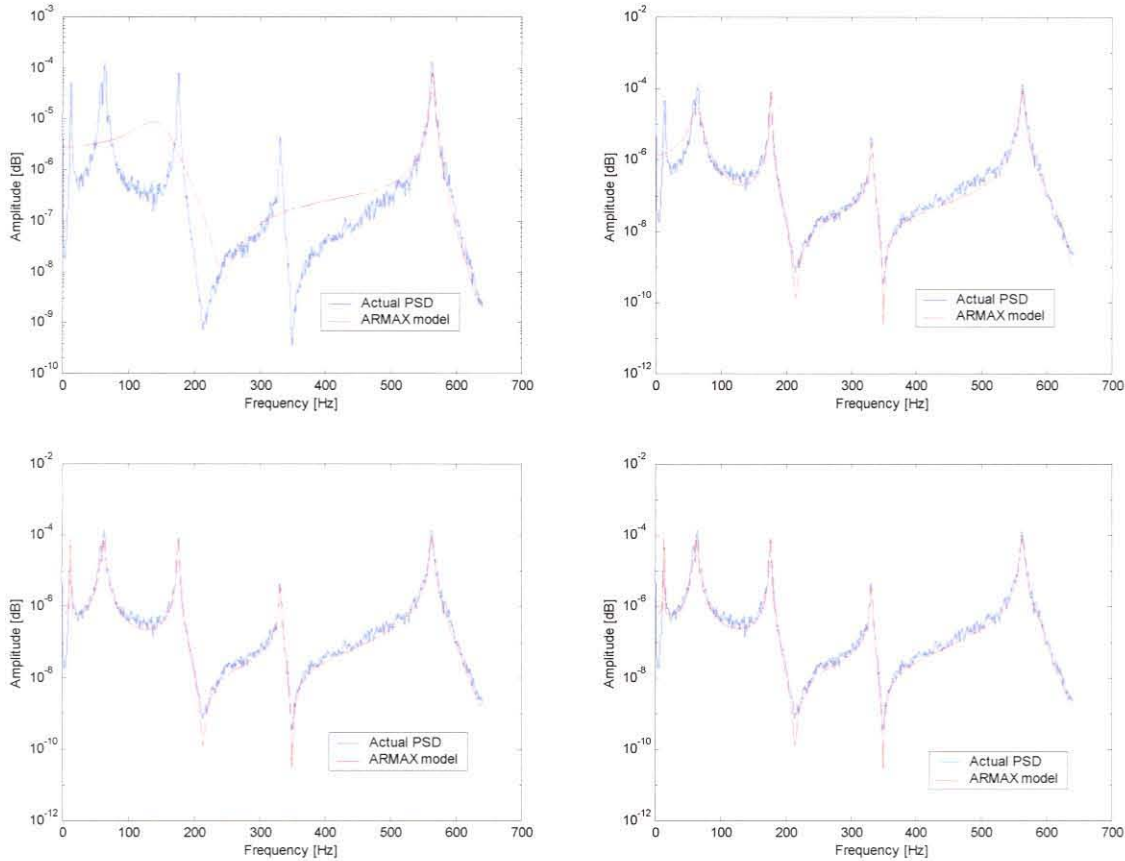 10^-3
10^-4
10^-5
10^-6
10^-7
10^-8
10^-9
10^-10
Amplitude [dB]
0 100 200 300 400 500 600 700
Frequency [Hz]
Actual PSD
ARMAX model
10^-2
10^-4
10^-6
10^-8
10^-10
10^-12
Amplitude [dB]
0 100 200 300 400 500 600 700
Frequency [Hz]
Actual PSD
ARMAX model
10^-2
10^-4
10^-6
10^-8
10^-10
10^-12
Amplitude [dB]
0 100 200 300 400 500 600 700
Frequency [Hz]
Actual PSD
ARMAX model
10^-2
10^-4
10^-6
10^-8
10^-10
10^-12
Amplitude [dB]
0 100 200 300 400 500 600 700
Frequency [Hz]
Actual PSD
ARMAX model